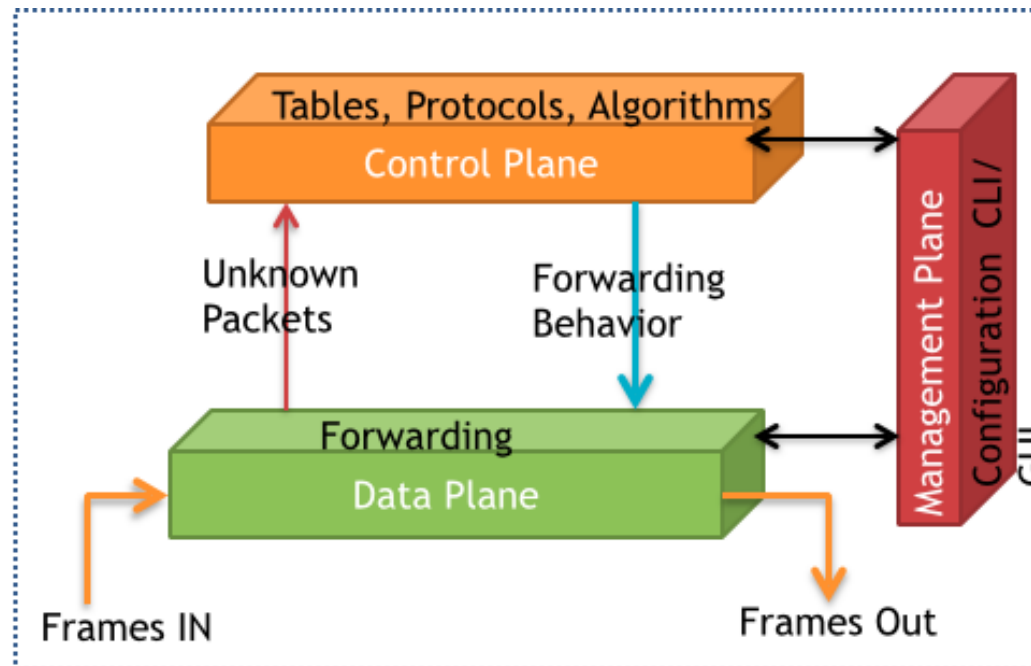 Tables, Protocols, Algorithms
Control Plane
Unknown
Packets
Forwarding
Behavior
Management Plane
Configuration CLI/
GUI
Forwarding
Data Plane
Frames IN
Frames Out